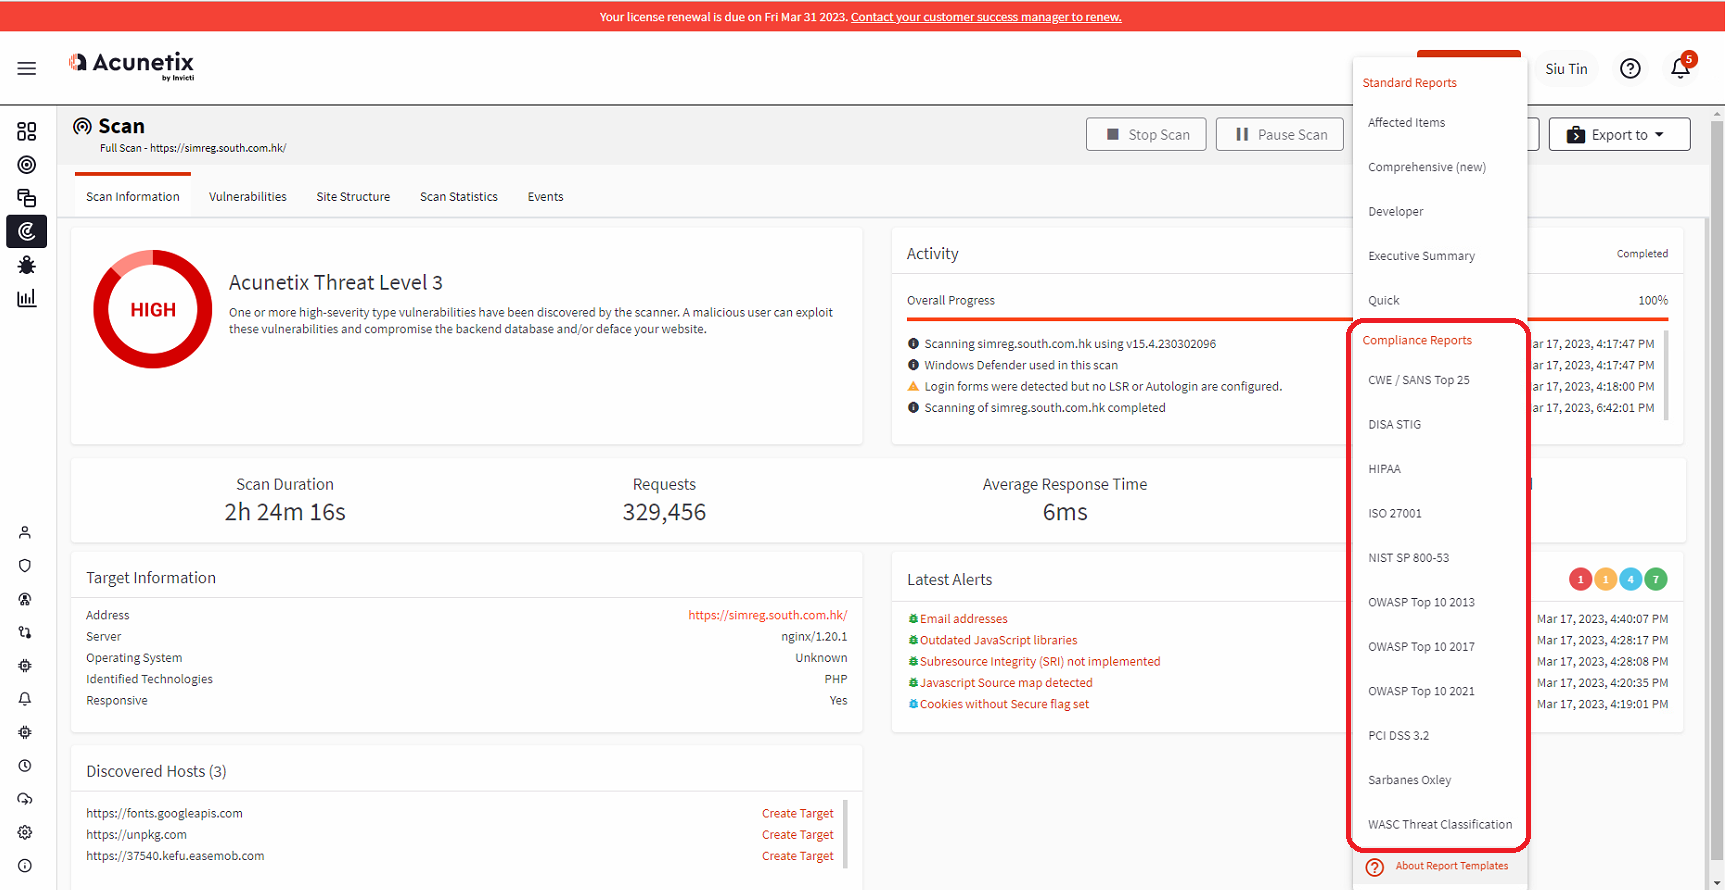 Your license renewal is due on Fri Mar 31 2023. Contact your customer success manager to renew.
Acunetix
by Invicti
Siu Tin
5
Scan
Full Scan - https://simreg.south.com.hk/
Stop Scan
Pause Scan
Export to
Scan Information
Vulnerabilities
Site Structure
Scan Statistics
Events
HIGH
Acunetix Threat Level 3
One or more high-severity type vulnerabilities have been discovered by the scanner. A malicious user can exploit
these vulnerabilities and compromise the backend database and/or deface your website.
Activity
Completed
Overall Progress
100%
Scanning simreg.south.com.hk using v15.4.230302096
ar 17, 2023, 4:17:47 PM
Windows Defender used in this scan
ar 17, 2023, 4:17:47 PM
Login forms were detected but no LSR or Autologin are configured.
ar 17, 2023, 4:18:00 PM
Scanning of simreg.south.com.hk completed
ar 17, 2023, 6:42:01 PM
Scan Duration
2h 24m 16s
Requests
329,456
Average Response Time
6ms
Target Information
Address
https://simreg.south.com.hk/
Server
nginx/1.20.1
Operating System
Unknown
Identified Technologies
PHP
Responsive
Yes
Latest Alerts
1
1
4
7
Email addresses
Mar 17, 2023, 4:40:07 PM
Outdated JavaScript libraries
Mar 17, 2023, 4:28:17 PM
Subresource Integrity (SRI) not implemented
Mar 17, 2023, 4:28:08 PM
Javascript Source map detected
Mar 17, 2023, 4:20:35 PM
Cookies without Secure flag set
Mar 17, 2023, 4:19:01 PM
Discovered Hosts (3)
https://fonts.googleapis.com
Create Target
https://unpkg.com
Create Target
https://37540.kefu.easemob.com
Create Target
Standard Reports
Affected Items
Comprehensive (new)
Developer
Executive Summary
Quick
Compliance Reports
CWE / SANS Top 25
DISA STIG
HIPAA
ISO 27001
NIST SP 800-53
OWASP Top 10 2013
OWASP Top 10 2017
OWASP Top 10 2021
PCI DSS 3.2
Sarbanes Oxley
WASC Threat Classification
About Report Templates